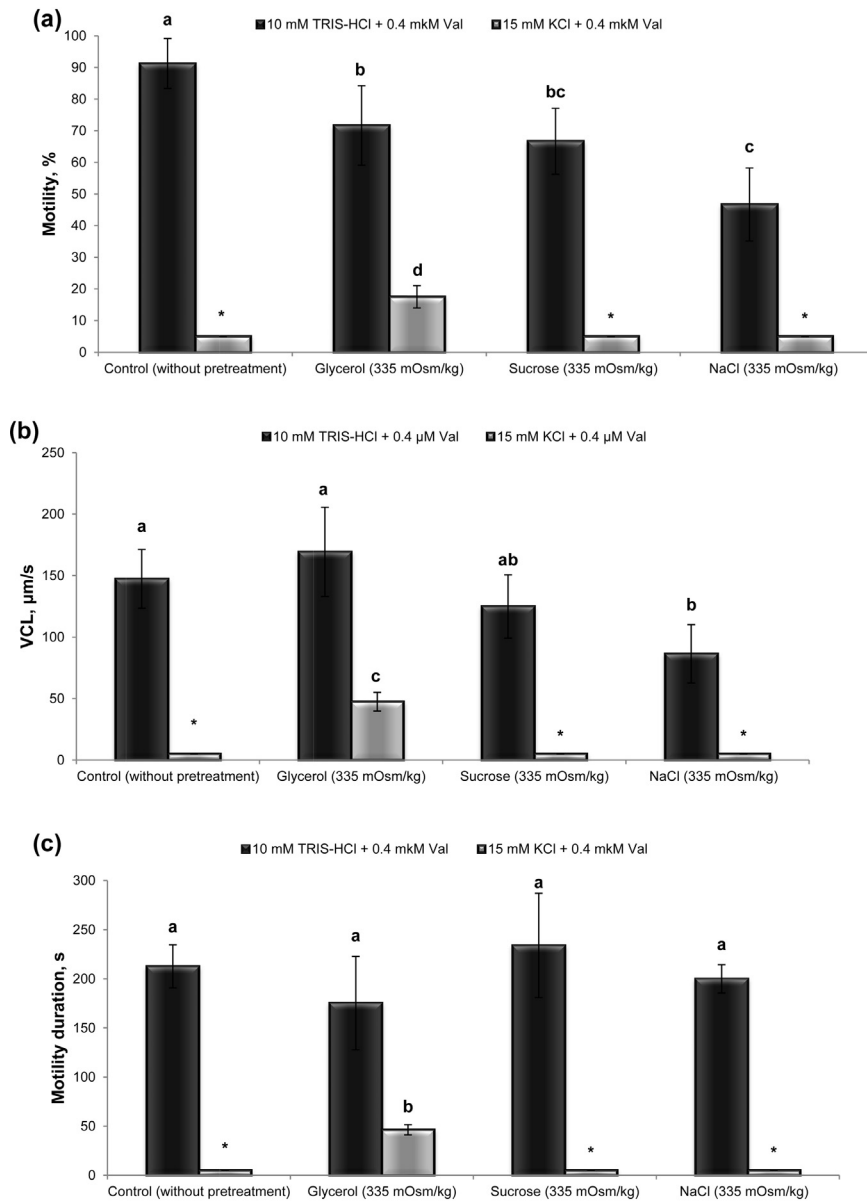 (a)
10 mM TRIS-HCl + 0.4 mkM Val 15 mM KCl + 0.4 mkM Val
Motility, %
100
90
80
70
60
50
40
30
20
10
0
a
*
b
d
bc
*
c
*
Control (without pretreatment) Glycerol (335 mOsm/kg) Sucrose (335 mOsm/kg) NaCl (335 mOsm/kg)
(b)
10 mM TRIS-HCl + 0.4 µM Val 15 mM KCl + 0.4 µM Val
VCL, µm/s
250
200
150
100
50
0
a
*
a
c
ab
*
b
*
Control (without pretreatment) Glycerol (335 mOsm/kg) Sucrose (335 mOsm/kg) NaCl (335 mOsm/kg)
(c)
10 mM TRIS-HCl + 0.4 mkM Val 15 mM KCl + 0.4 mkM Val
Motility duration, s
300
250
200
150
100
50
0
a
*
a
b
a
*
a
*
Control (without pretreatment) Glycerol (335 mOsm/kg) Sucrose (335 mOsm/kg) NaCl (335 mOsm/kg)